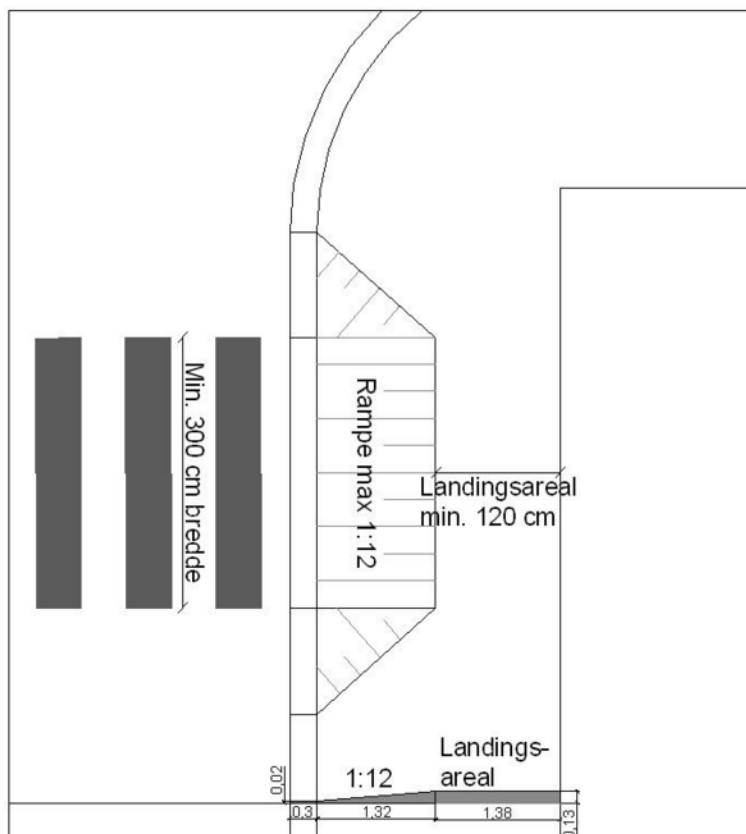 Min. 300 cm bredde
Rampe max 1:12
Landingsareal
min. 120 cm
Landings-
areal
1:12
0,02
0,3
1,32
1,38
0,13